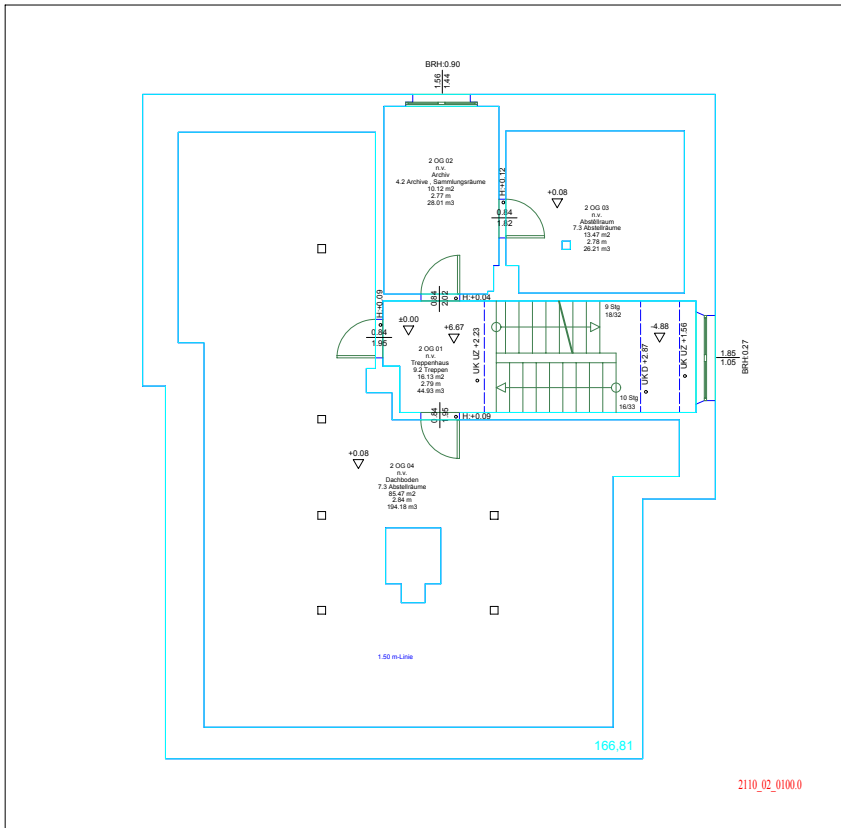 BRH:0.90
1.56
1.44
2 OG 02
n.v.
Archiv
4.2 Archive , Sammlungsräume
10.12 m2
2.77 m
28.01 m3
H:+0.12
+0.08
0.84
1.82
2 OG 03
n.v.
Abstellraum
7.3 Abstellräume
13.47 m2
2.78 m
26.21 m3
0.84
2.02
H:+0.04
H:+0.09
0.84
1.95
±0.00
+6.67
2 OG 01
n.v.
Treppenhaus
9.2 Treppen
16.13 m2
2.79 m
44.93 m3
UK UZ +2.23
9 Stg
18/32
10 Stg
16/33
UK D +2.87
-4.88
UK UZ +1.56
1.85
1.05
BRH:0.27
0.84
1.95
H:+0.09
+0.08
2 OG 04
n.v.
Dachboden
7.3 Abstellräume
85.47 m2
2.84 m
194.18 m3
1.50 m-Linie
166,81
2110_02_0100.0